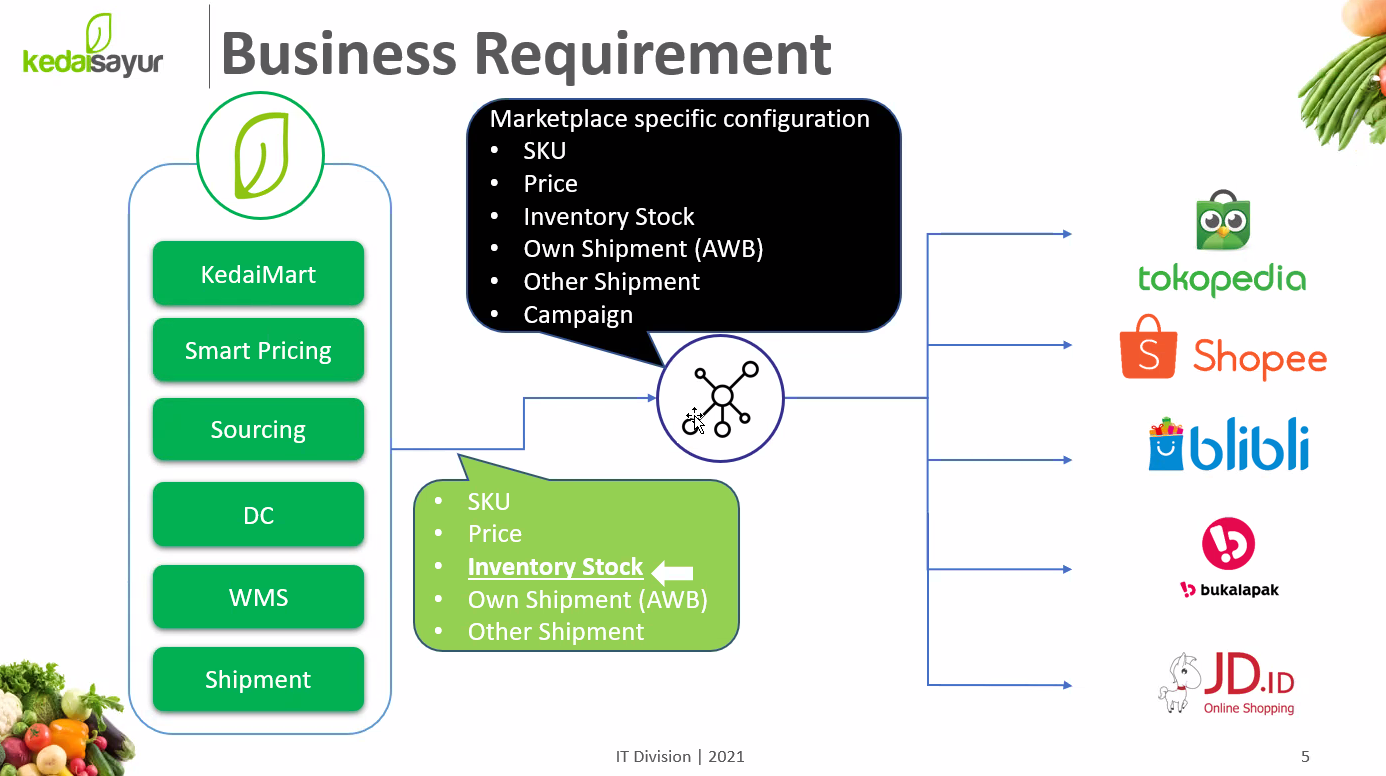 kedaisayur
Business Requirement
Marketplace specific configuration
• SKU
• Price
• Inventory Stock
• Own Shipment (AWB)
• Other Shipment
• Campaign
KedaiMart
Smart Pricing
Sourcing
DC
WMS
Shipment
• SKU
• Price
• Inventory Stock
• Own Shipment (AWB)
• Other Shipment
tokopedia
S Shopee
blibli
bukalapak
JD.ID
Online Shopping
IT Division | 2021
5